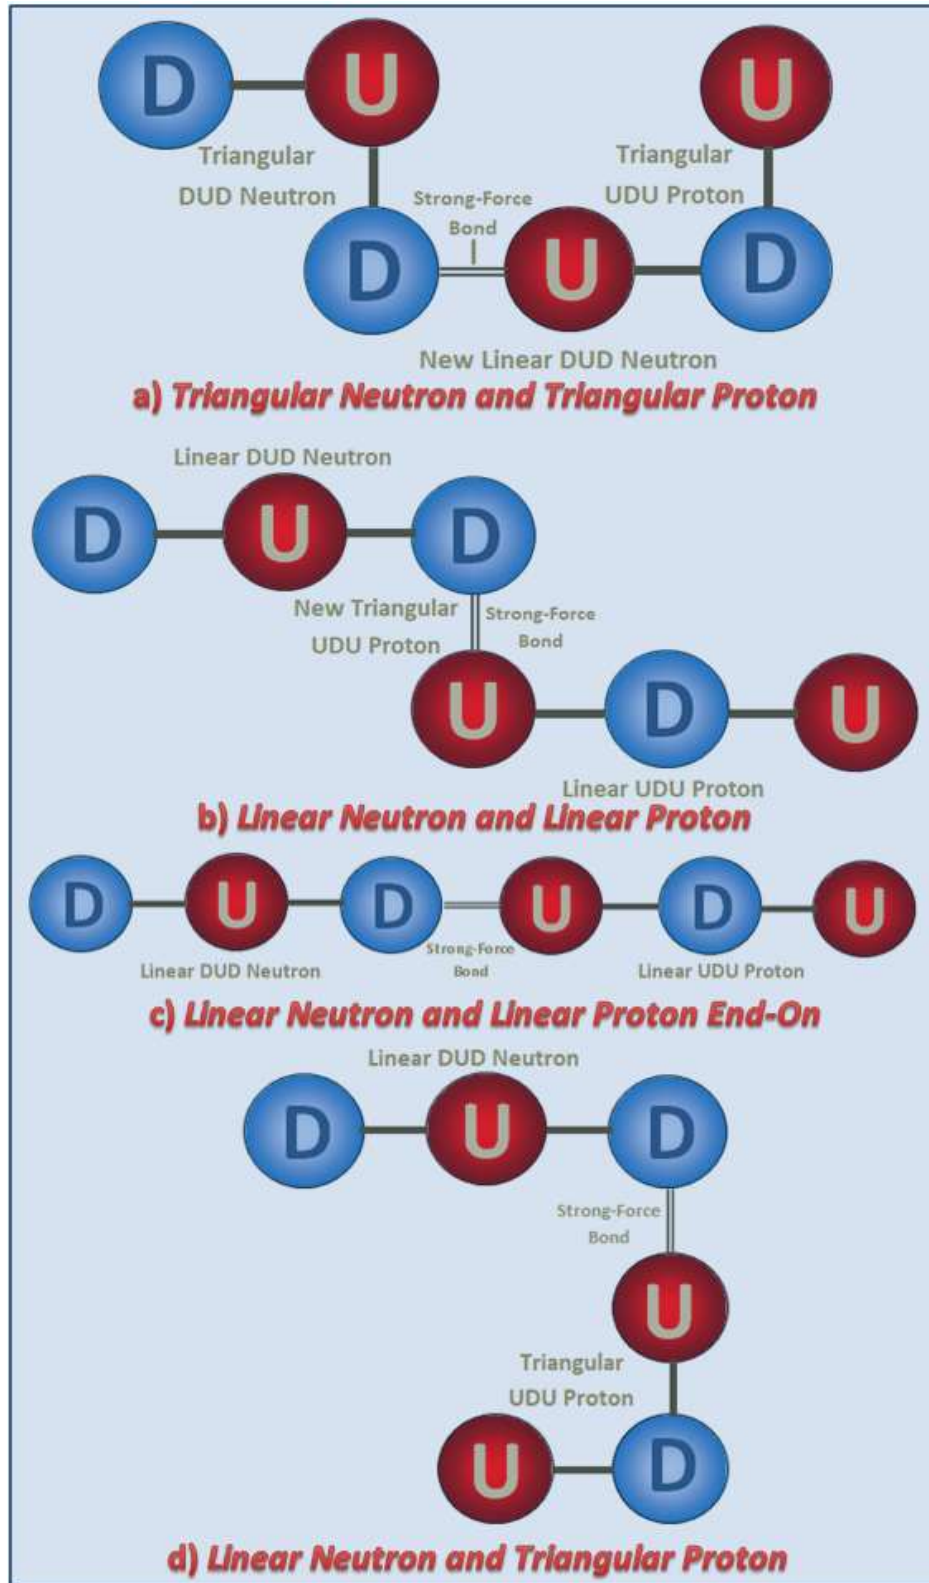 D U U
Triangular
DUD Neutron
Triangular
UDU Proton
Strong-Force
Bond
D U D
New Linear DUD Neutron
a) Triangular Neutron and Triangular Proton
Linear DUD Neutron
D U D
New Triangular
UDU Proton
Strong-Force
Bond
U D U
Linear UDU Proton
b) Linear Neutron and Linear Proton
D U D U D U
Linear DUD Neutron
Strong-Force
Bond
Linear UDU Proton
c) Linear Neutron and Linear Proton End-On
Linear DUD Neutron
D U D
Strong-Force
Bond
U
Triangular
UDU Proton
U D
d) Linear Neutron and Triangular Proton